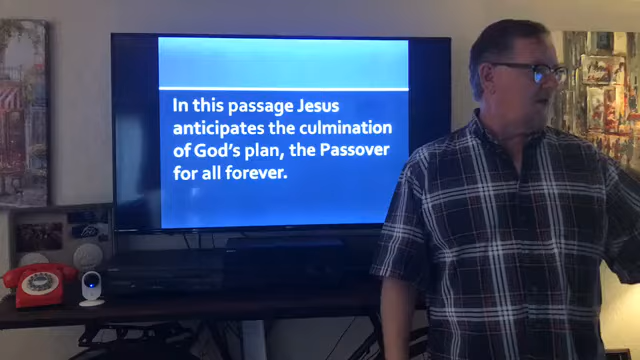 In this passage Jesus
anticipates the culmination
of God's plan, the Passover
for all forever.